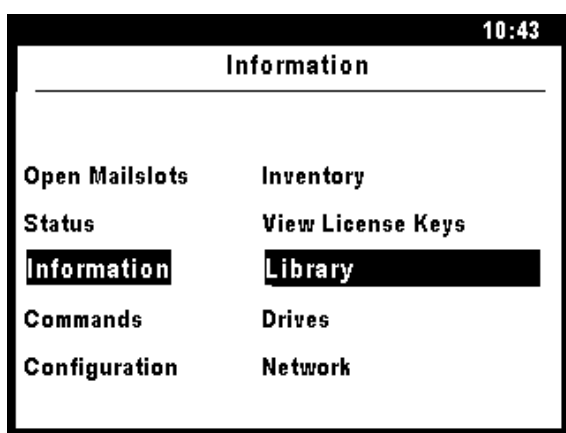 10:43
Information
Open Mailslots Inventory
Status View License Keys
Information Library
Commands Drives
Configuration Network